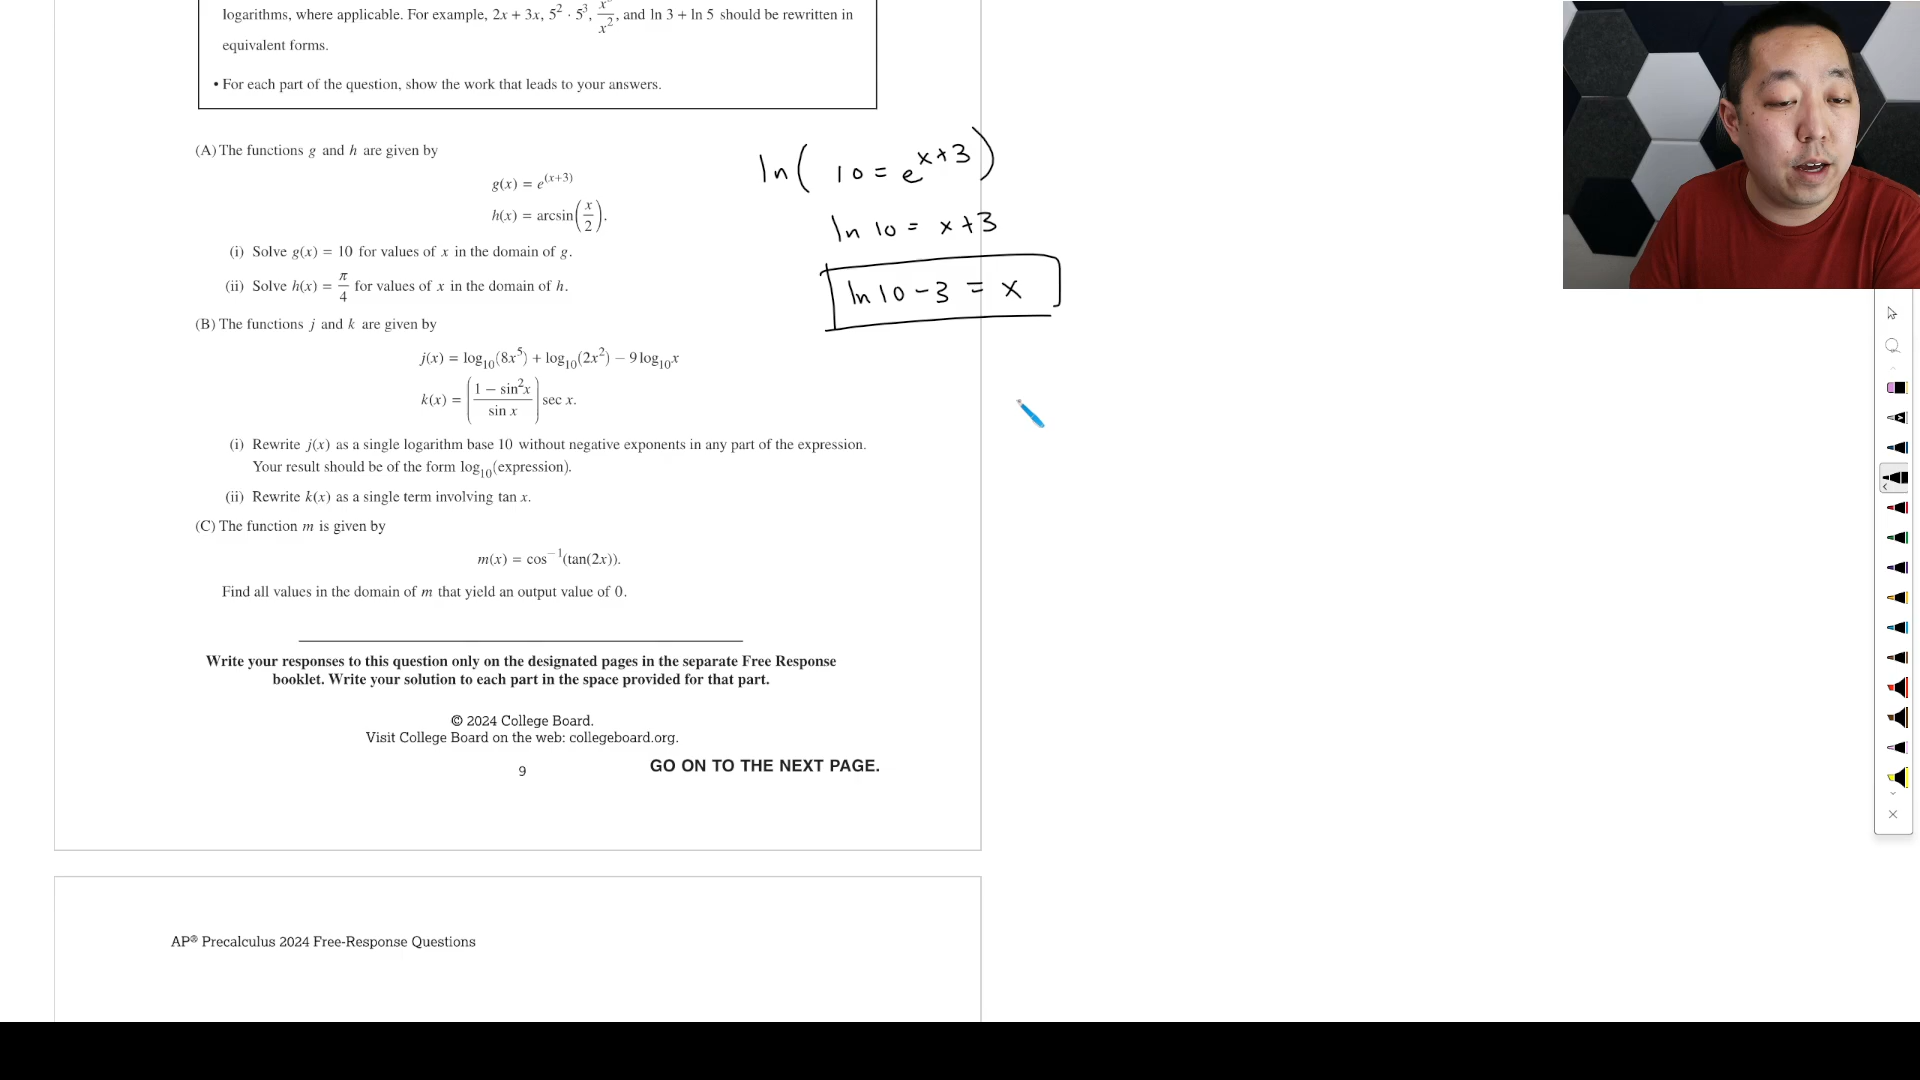 logarithms, where applicable. For example, 2x + 3x, 5² · 5³, x/x², and ln 3 + ln 5 should be rewritten in
equivalent forms.
• For each part of the question, show the work that leads to your answers.
(A) The functions g and h are given by
g(x) = e^(x+3)
h(x) = arcsin(x/2).
(i) Solve g(x) = 10 for values of x in the domain of g.
(ii) Solve h(x) = π/4 for values of x in the domain of h.
(B) The functions j and k are given by
j(x) = log₁₀(8x⁵) + log₁₀(2x²) − 9 log₁₀x
k(x) = ((1 − sin²x)/sin x) sec x.
(i) Rewrite j(x) as a single logarithm base 10 without negative exponents in any part of the expression.
Your result should be of the form log₁₀(expression).
(ii) Rewrite k(x) as a single term involving tan x.
(C) The function m is given by
m(x) = cos⁻¹(tan(2x)).
Find all values in the domain of m that yield an output value of 0.
Write your responses to this question only on the designated pages in the separate Free Response
booklet. Write your solution to each part in the space provided for that part.
© 2024 College Board.
Visit College Board on the web: collegeboard.org.
9
GO ON TO THE NEXT PAGE.
AP® Precalculus 2024 Free-Response Questions
ln( 10 = e^(x+3) )
ln 10 = x+3
ln 10 − 3 = x